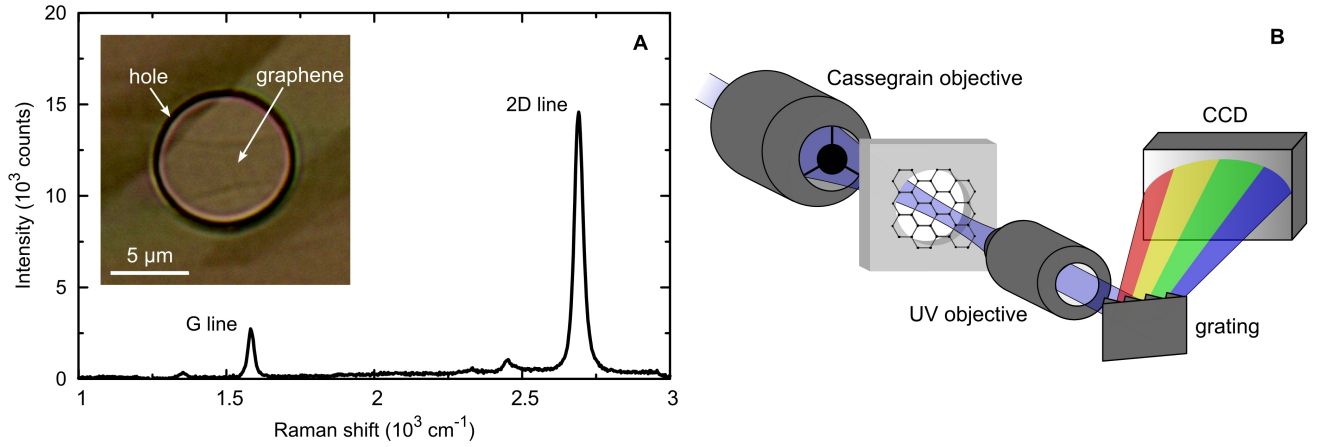 A
20
15
10
5
0
Intensity (10³ counts)
hole
graphene
5 µm
2D line
G line
1
1.5
2
2.5
3
Raman shift (10³ cm⁻¹)
B
Cassegrain objective
CCD
UV objective
grating